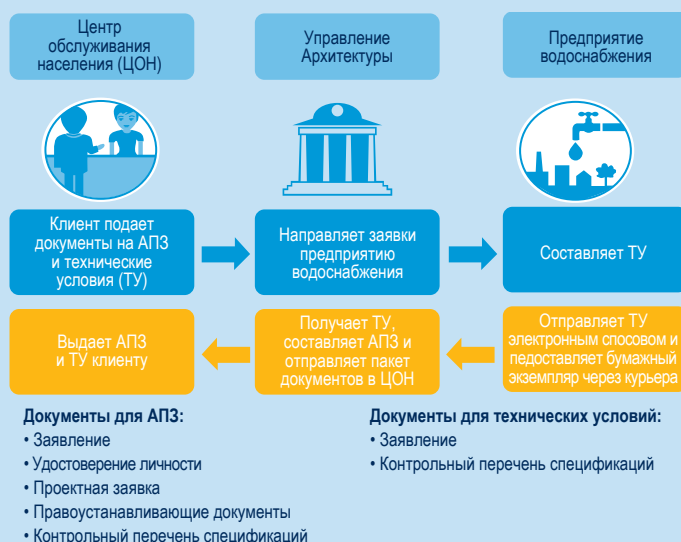 Центр
обслуживания
населения (ЦОН)
Управление
Архитектуры
Предприятие
водоснабжения
Клиент подает
документы на АПЗ
и технические
условия (ТУ)
Направляет заявки
предприятию
водоснабжения
Составляет ТУ
Выдает АПЗ
и ТУ клиенту
Получает ТУ,
составляет АПЗ и
отправляет пакет
документов в ЦОН
Отправляет ТУ
электронным способом и
педоставляет бумажный
экземпляр через курьера
Документы для АПЗ:
• Заявление
• Удостоверение личности
• Проектная заявка
• Правоустанавливающие документы
• Контрольный перечень спецификаций
Документы для технических условий:
• Заявление
• Контрольный перечень спецификаций